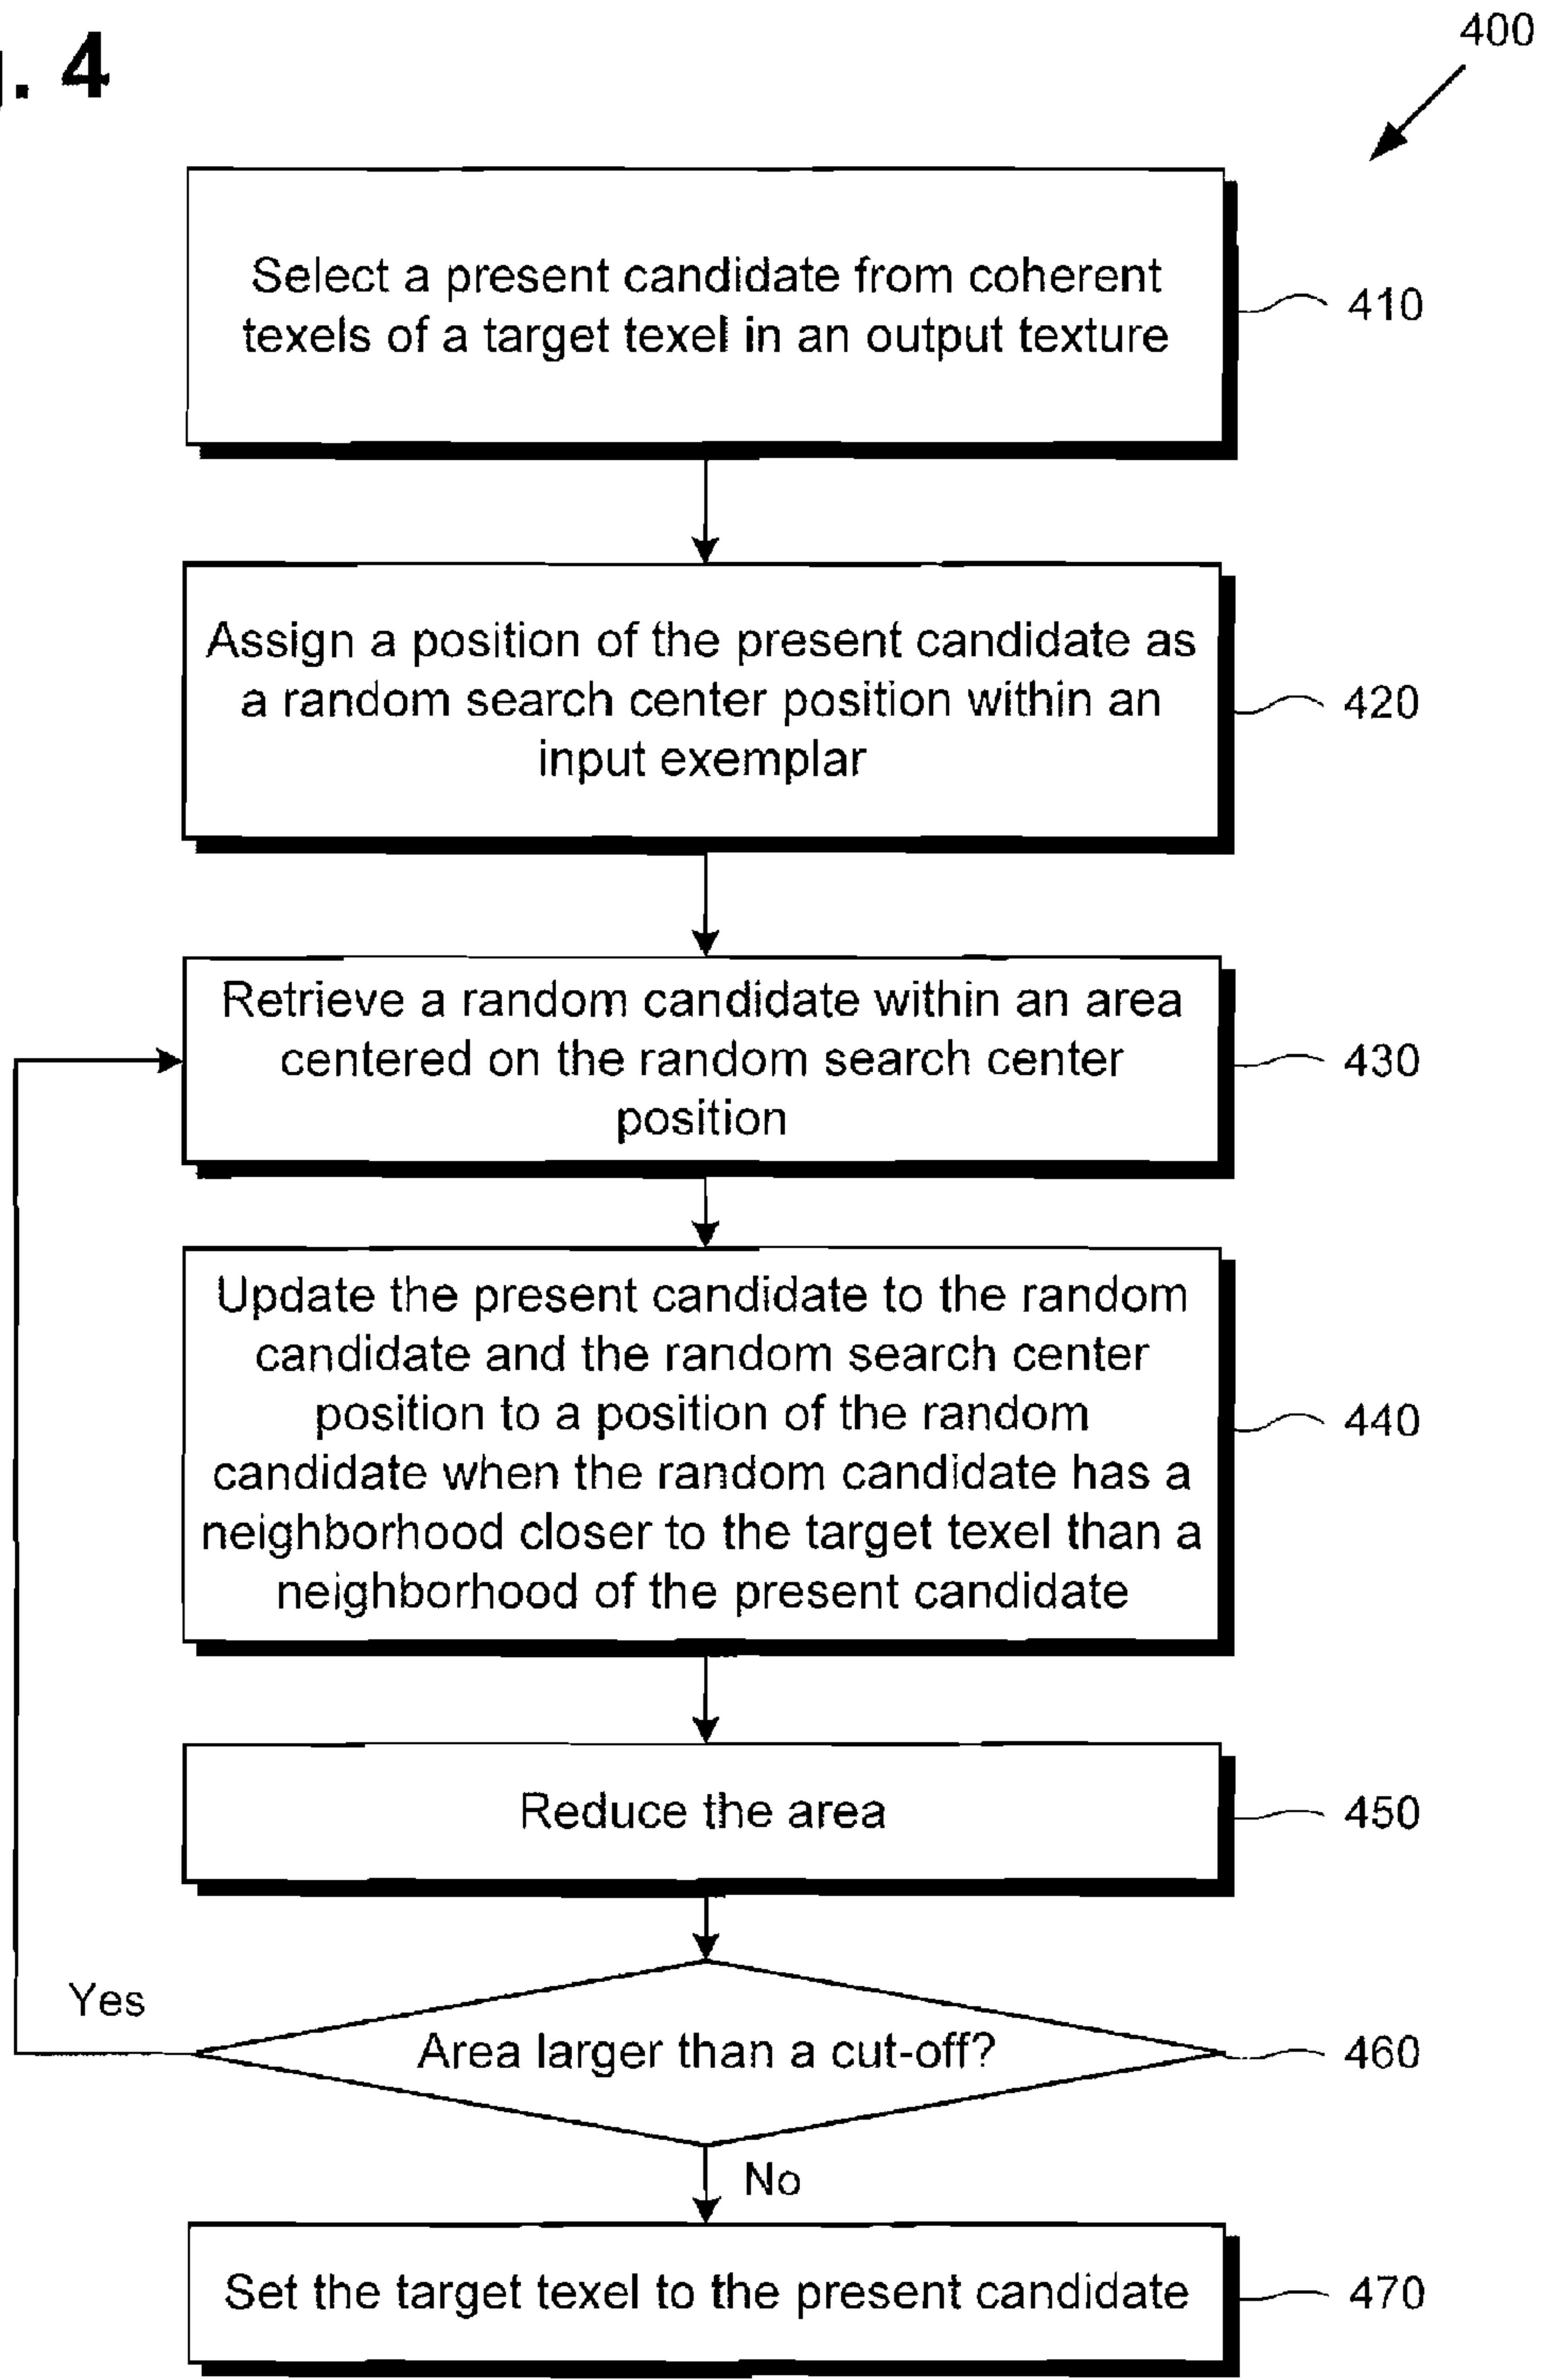 . 4
400
Select a present candidate from coherent
texels of a target texel in an output texture
410
Assign a position of the present candidate as
a random search center position within an
input exemplar
420
Retrieve a random candidate within an area
centered on the random search center
position
430
Update the present candidate to the random
candidate and the random search center
position to a position of the random
candidate when the random candidate has a
neighborhood closer to the target texel than a
neighborhood of the present candidate
440
Reduce the area
450
Yes
Area larger than a cut-off?
460
No
Set the target texel to the present candidate
470